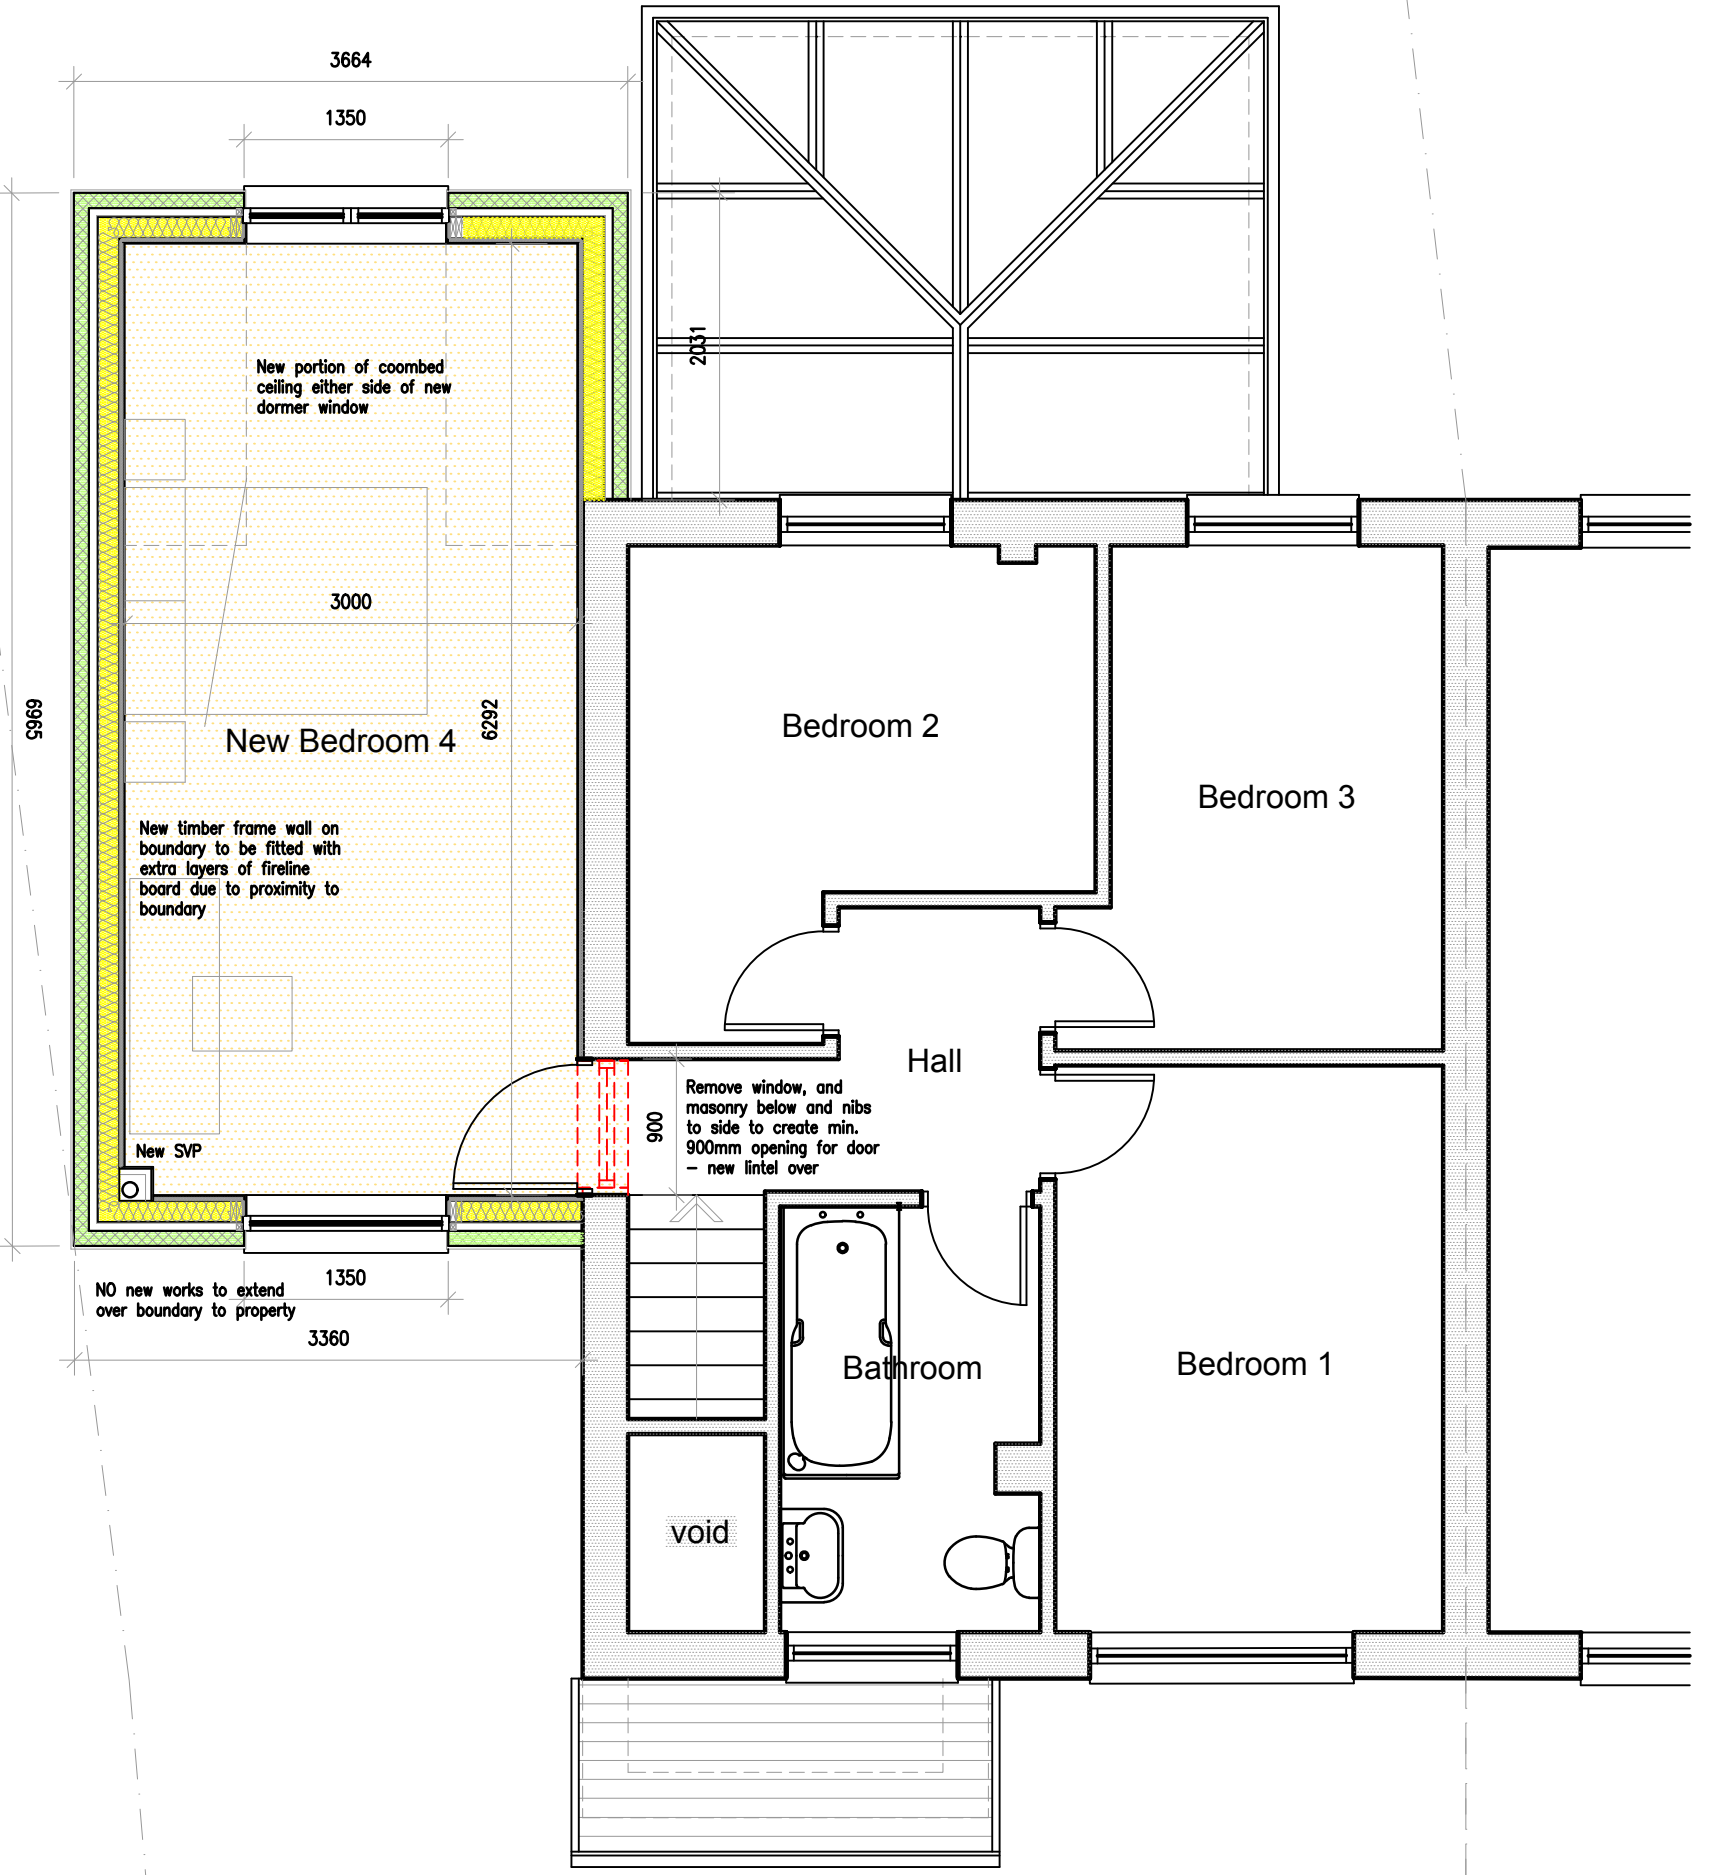 3664
1350
2031
New portion of coombed
ceiling either side of new
dormer window
3000
6965
6292
New Bedroom 4
Bedroom 2
Bedroom 3
New timber frame wall on
boundary to be fitted with
extra layers of fireline
board due to proximity to
boundary
Hall
900
Remove window, and
masonry below and nibs
to side to create min.
900mm opening for door
– new lintel over
New SVP
NO new works to extend
over boundary to property
1350
3360
Bathroom
Bedroom 1
void